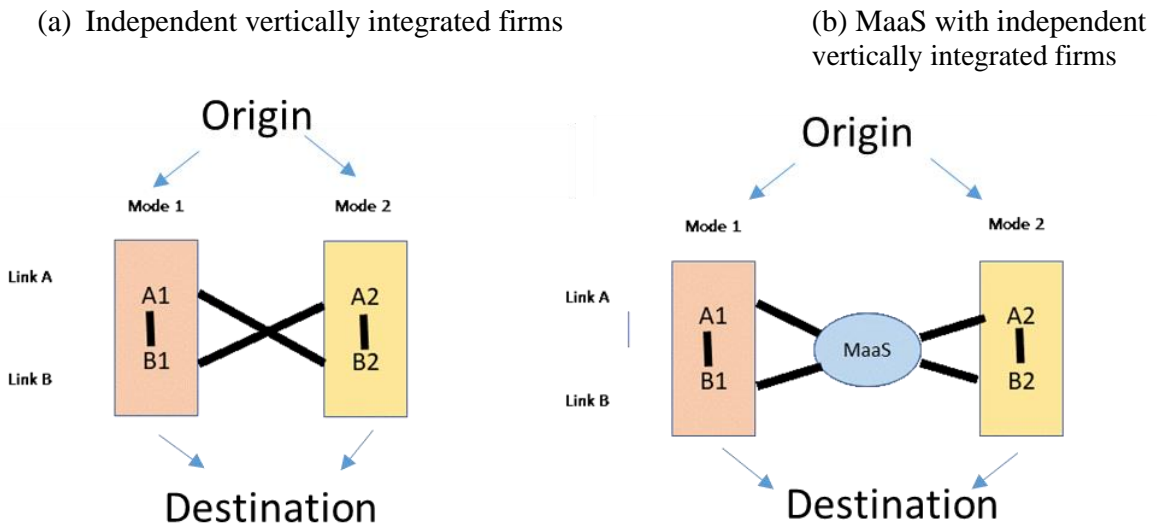 (a) Independent vertically integrated firms
Origin
Mode 1
Mode 2
Link A
A1
A2
B1
B2
Link B
Destination
(b) MaaS with independent
vertically integrated firms
Origin
Mode 1
Mode 2
Link A
A1
A2
MaaS
B1
B2
Link B
Destination